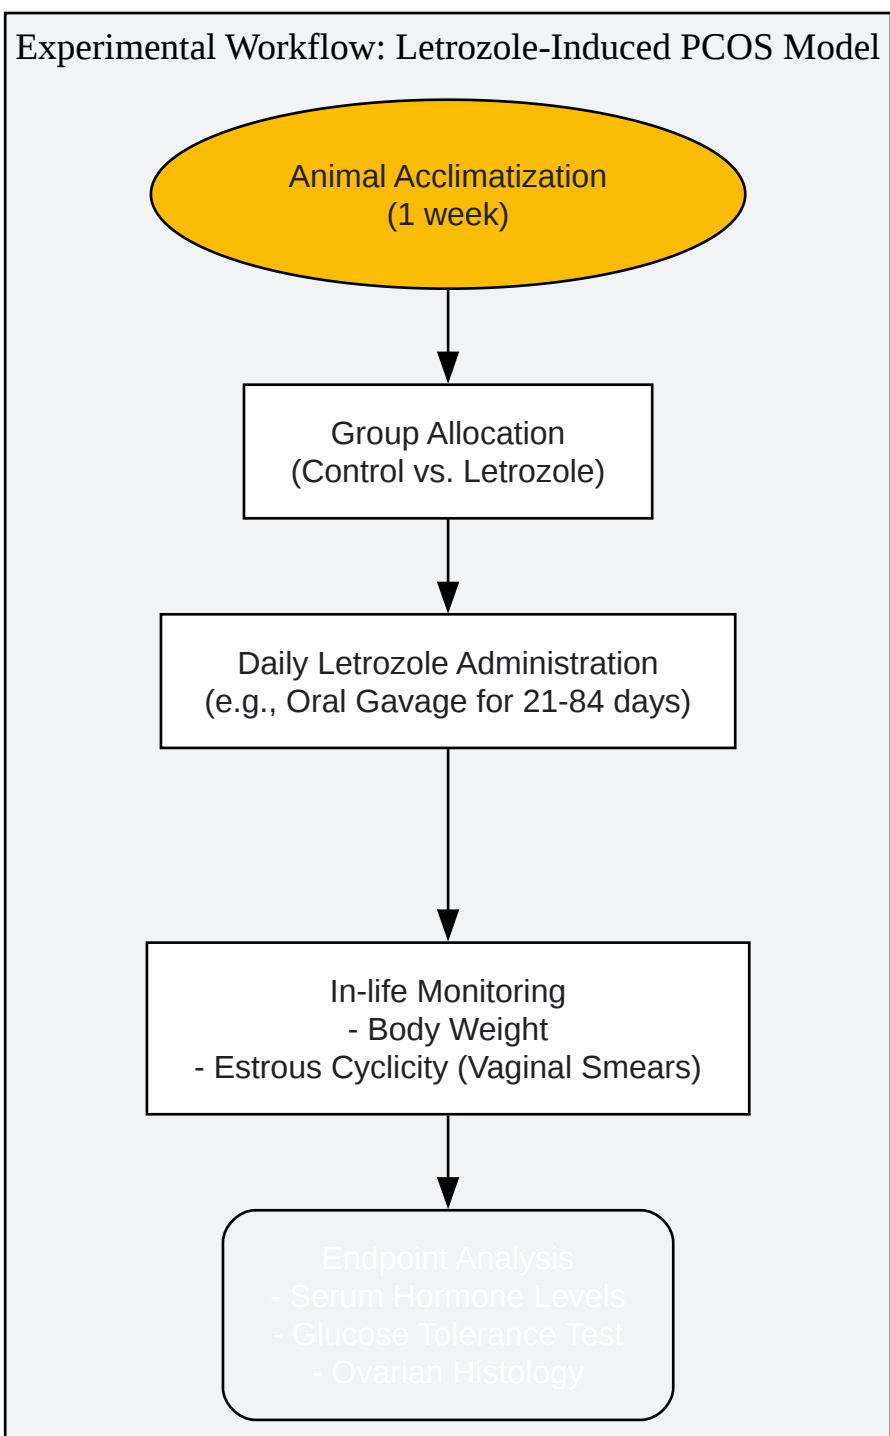 Experimental Workflow: Letrozole-Induced PCOS Model
Animal Acclimatization
(1 week)
Group Allocation
(Control vs. Letrozole)
Daily Letrozole Administration
(e.g., Oral Gavage for 21-84 days)
In-life Monitoring
- Body Weight
- Estrous Cyclicity (Vaginal Smears)
Endpoint Analysis
- Serum Hormone Levels
- Glucose Tolerance Test
- Ovarian Histology